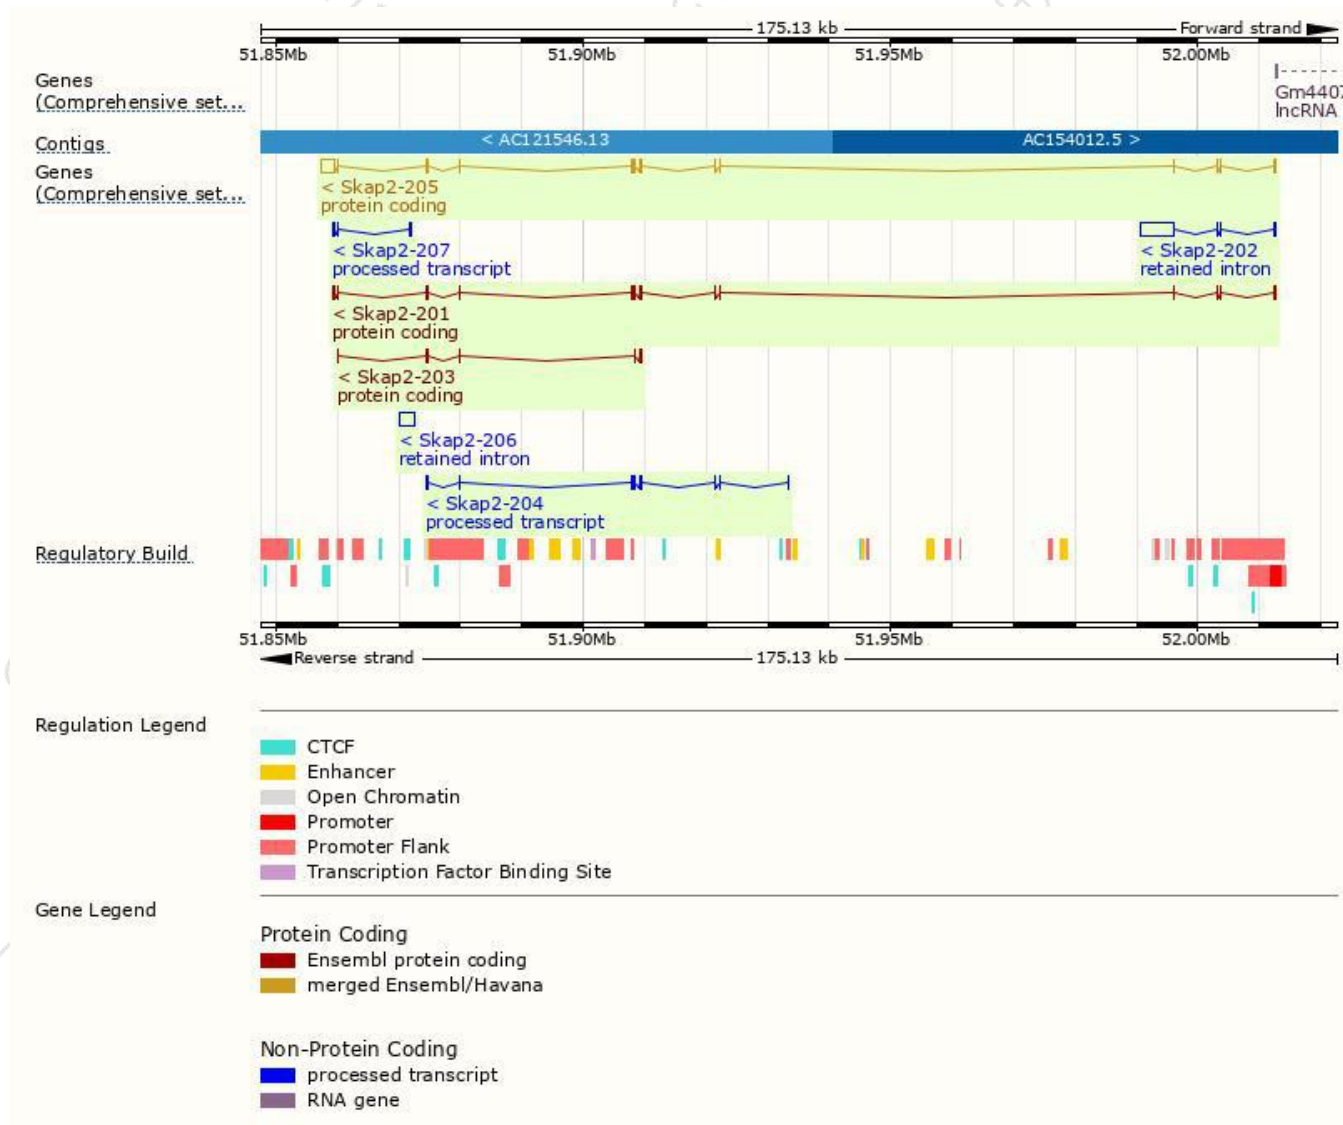 175.13 kb
Forward strand
51.85Mb 51.90Mb 51.95Mb 52.00Mb
Genes
(Comprehensive set...
Gm4407
lncRNA
Contigs
< AC121546.13
AC154012.5 >
Genes
(Comprehensive set...
< Skap2-205
protein coding
< Skap2-207
processed transcript
< Skap2-202
retained intron
< Skap2-201
protein coding
< Skap2-203
protein coding
< Skap2-206
retained intron
< Skap2-204
processed transcript
Regulatory Build
51.85Mb 51.90Mb 51.95Mb 52.00Mb
Reverse strand
175.13 kb
Regulation Legend
CTCF
Enhancer
Open Chromatin
Promoter
Promoter Flank
Transcription Factor Binding Site
Gene Legend
Protein Coding
Ensembl protein coding
merged Ensembl/Havana
Non-Protein Coding
processed transcript
RNA gene